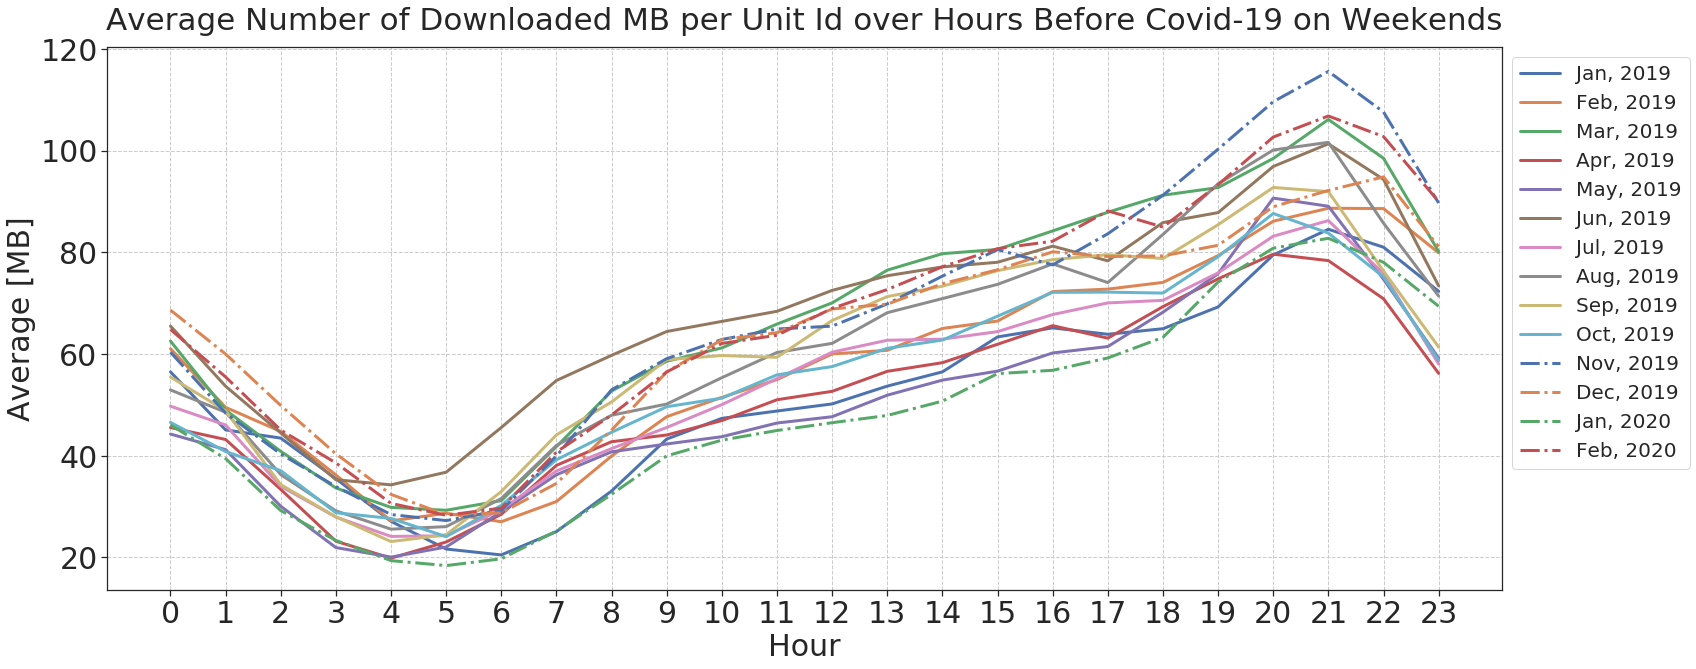 Average Number of Downloaded MB per Unit Id over Hours Before Covid-19 on Weekends
Average [MB]
120
100
80
60
40
20
0 1 2 3 4 5 6 7 8 9 10 11 12 13 14 15 16 17 18 19 20 21 22 23
Hour
Jan, 2019
Feb, 2019
Mar, 2019
Apr, 2019
May, 2019
Jun, 2019
Jul, 2019
Aug, 2019
Sep, 2019
Oct, 2019
Nov, 2019
Dec, 2019
Jan, 2020
Feb, 2020